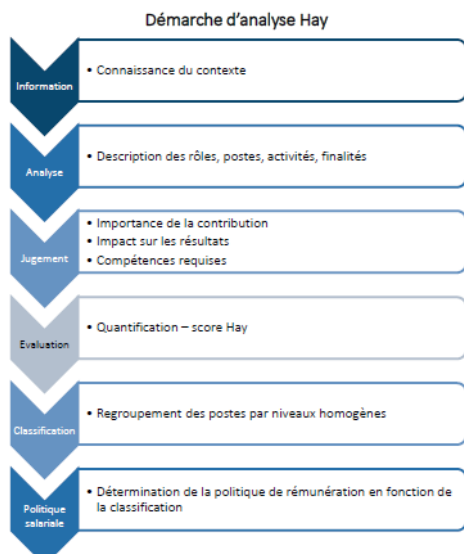 Démarche d'analyse Hay
Information
• Connaissance du contexte
Analyse
• Description des rôles, postes, activités, finalités
Jugement
• Importance de la contribution
• Impact sur les résultats
• Compétences requises
Evaluation
• Quantification – score Hay
Classification
• Regroupement des postes par niveaux homogènes
Politique
salariale
• Détermination de la politique de rémunération en fonction de
la classification